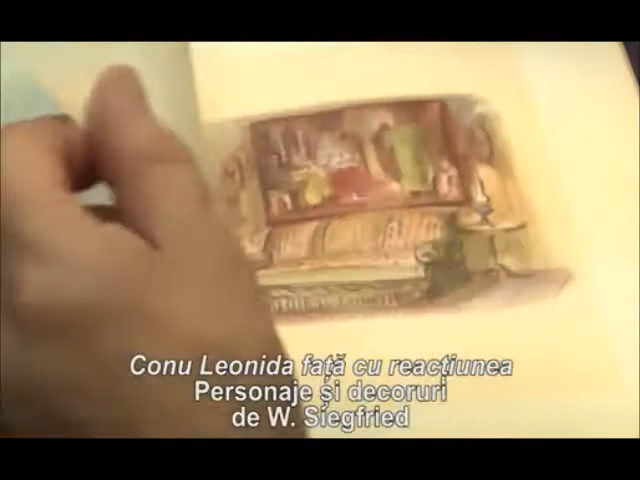 Conu Leonida față cu reacțiunea
Personaje și decoruri
de W. Siegfried